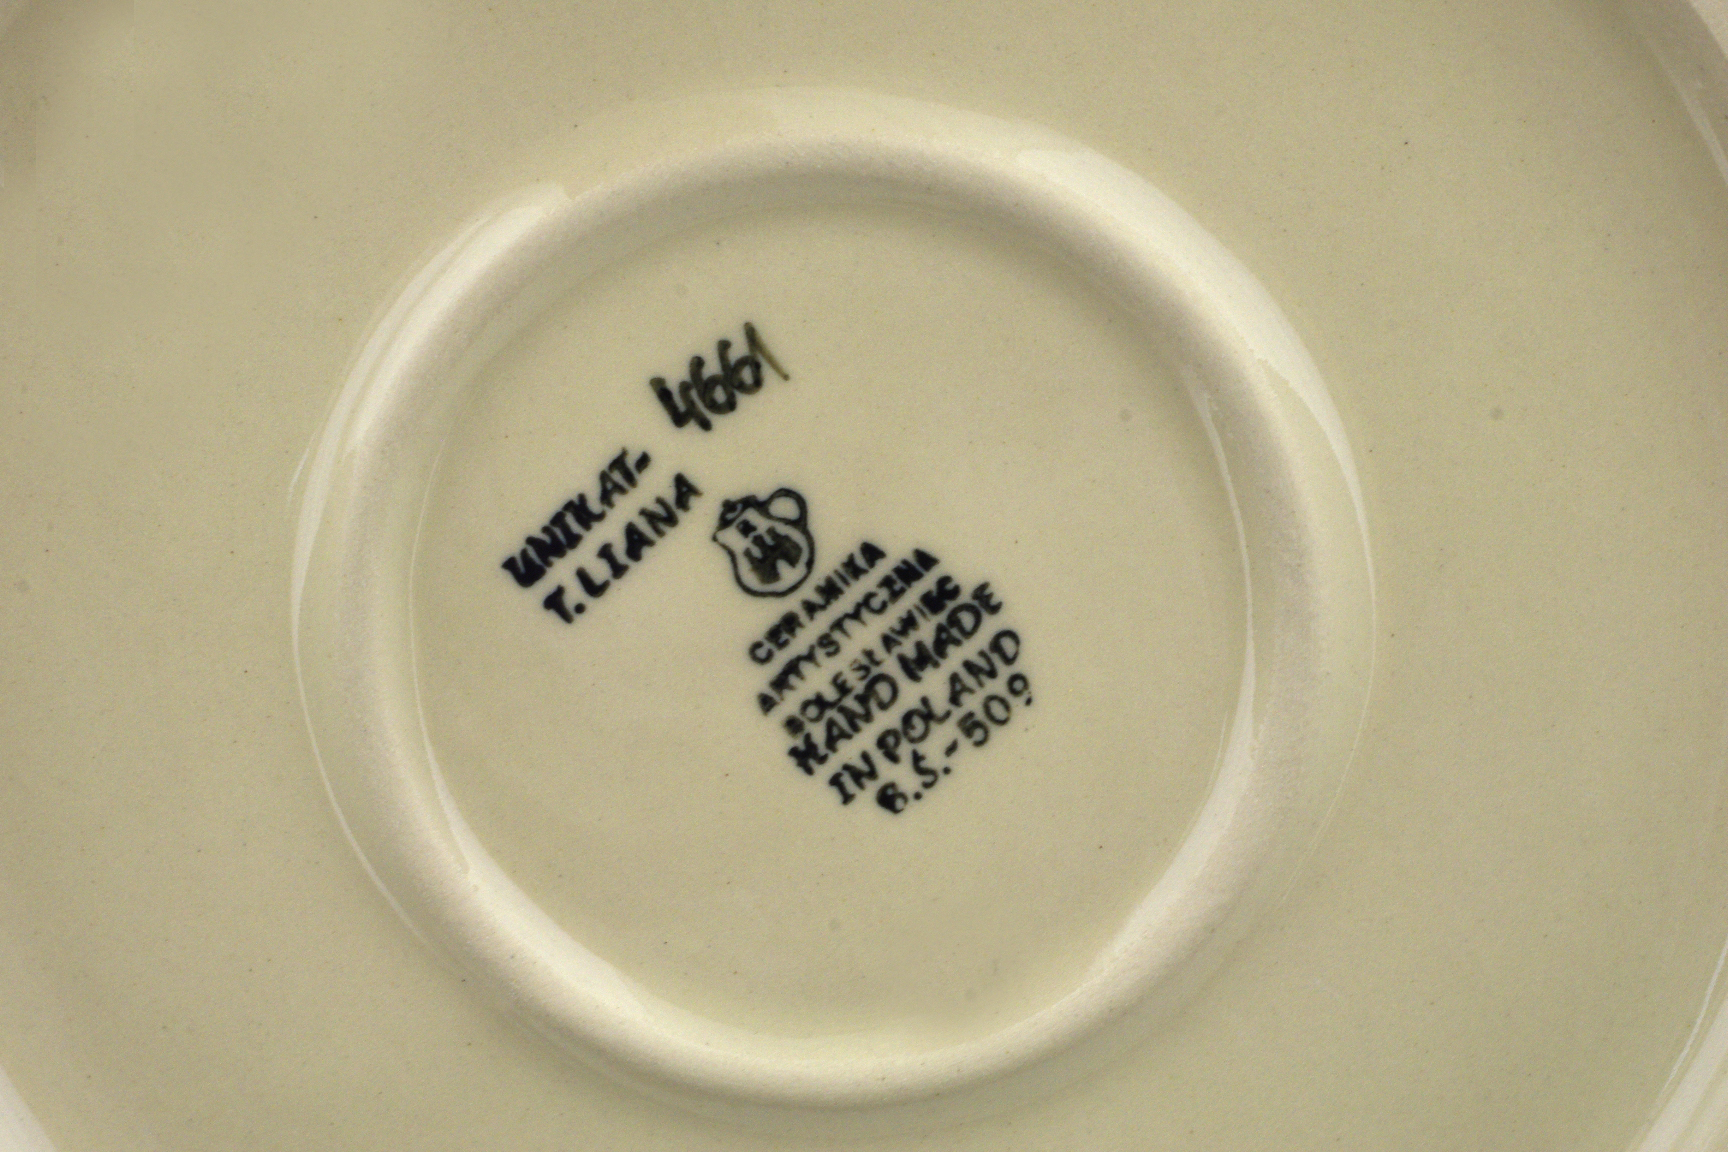 4661
UNIKAT-
T. LIANA
R
CERAMIKA
ARTYSTYCZNA
BOLESŁAWIEC
HAND MADE
IN POLAND
B.S.-509